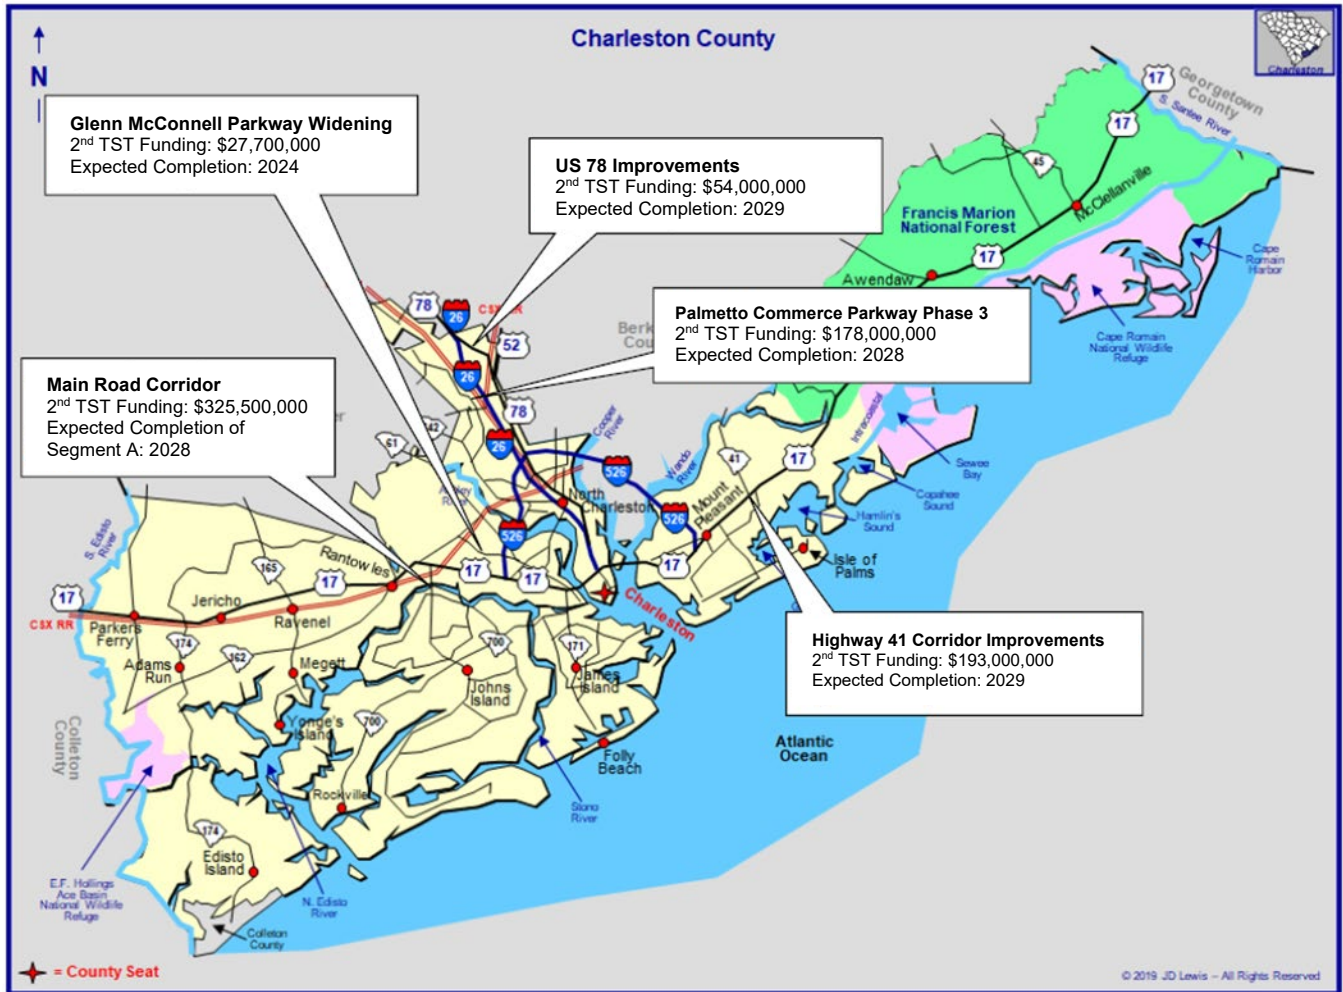 Charleston County
Charleston
N
Glenn McConnell Parkway Widening
2nd TST Funding: $27,700,000
Expected Completion: 2024
US 78 Improvements
2nd TST Funding: $54,000,000
Expected Completion: 2029
Palmetto Commerce Parkway Phase 3
2nd TST Funding: $178,000,000
Expected Completion: 2028
Main Road Corridor
2nd TST Funding: $325,500,000
Expected Completion of
Segment A: 2028
Highway 41 Corridor Improvements
2nd TST Funding: $193,000,000
Expected Completion: 2029
17
Georgetown
County
S. Santee River
17
45
McClellanville
Francis Marion
National Forest
17
Awendaw
Cape
Romain
Harbor
Cape Romain
National Wildlife
Refuge
78
26
52
26
78
26
61
Cooper
River
526
Wando
River
41
17
Intracoastal
Sewee
Bay
Copahee
Sound
Hamlin's
Sound
Mount
Pleasant
526
North
Charleston
526
Isle of
Palms
17
17
17
Charleston
S. Edisto
River
Rantowles
165
17
17
CSX RR
Parkers
Ferry
Jericho
Ravenel
174
Adams
Run
162
Megett
700
Johns
Island
171
James
Island
Yonge's
Island
700
Folly
Beach
Colleton
County
Rockville
Stono
River
Atlantic
Ocean
174
Edisto
Island
E.F. Hollings
Ace Basin
National Wildlife
Refuge
N. Edisto
River
Colleton
County
= County Seat
© 2019 JD Lewis – All Rights Reserved